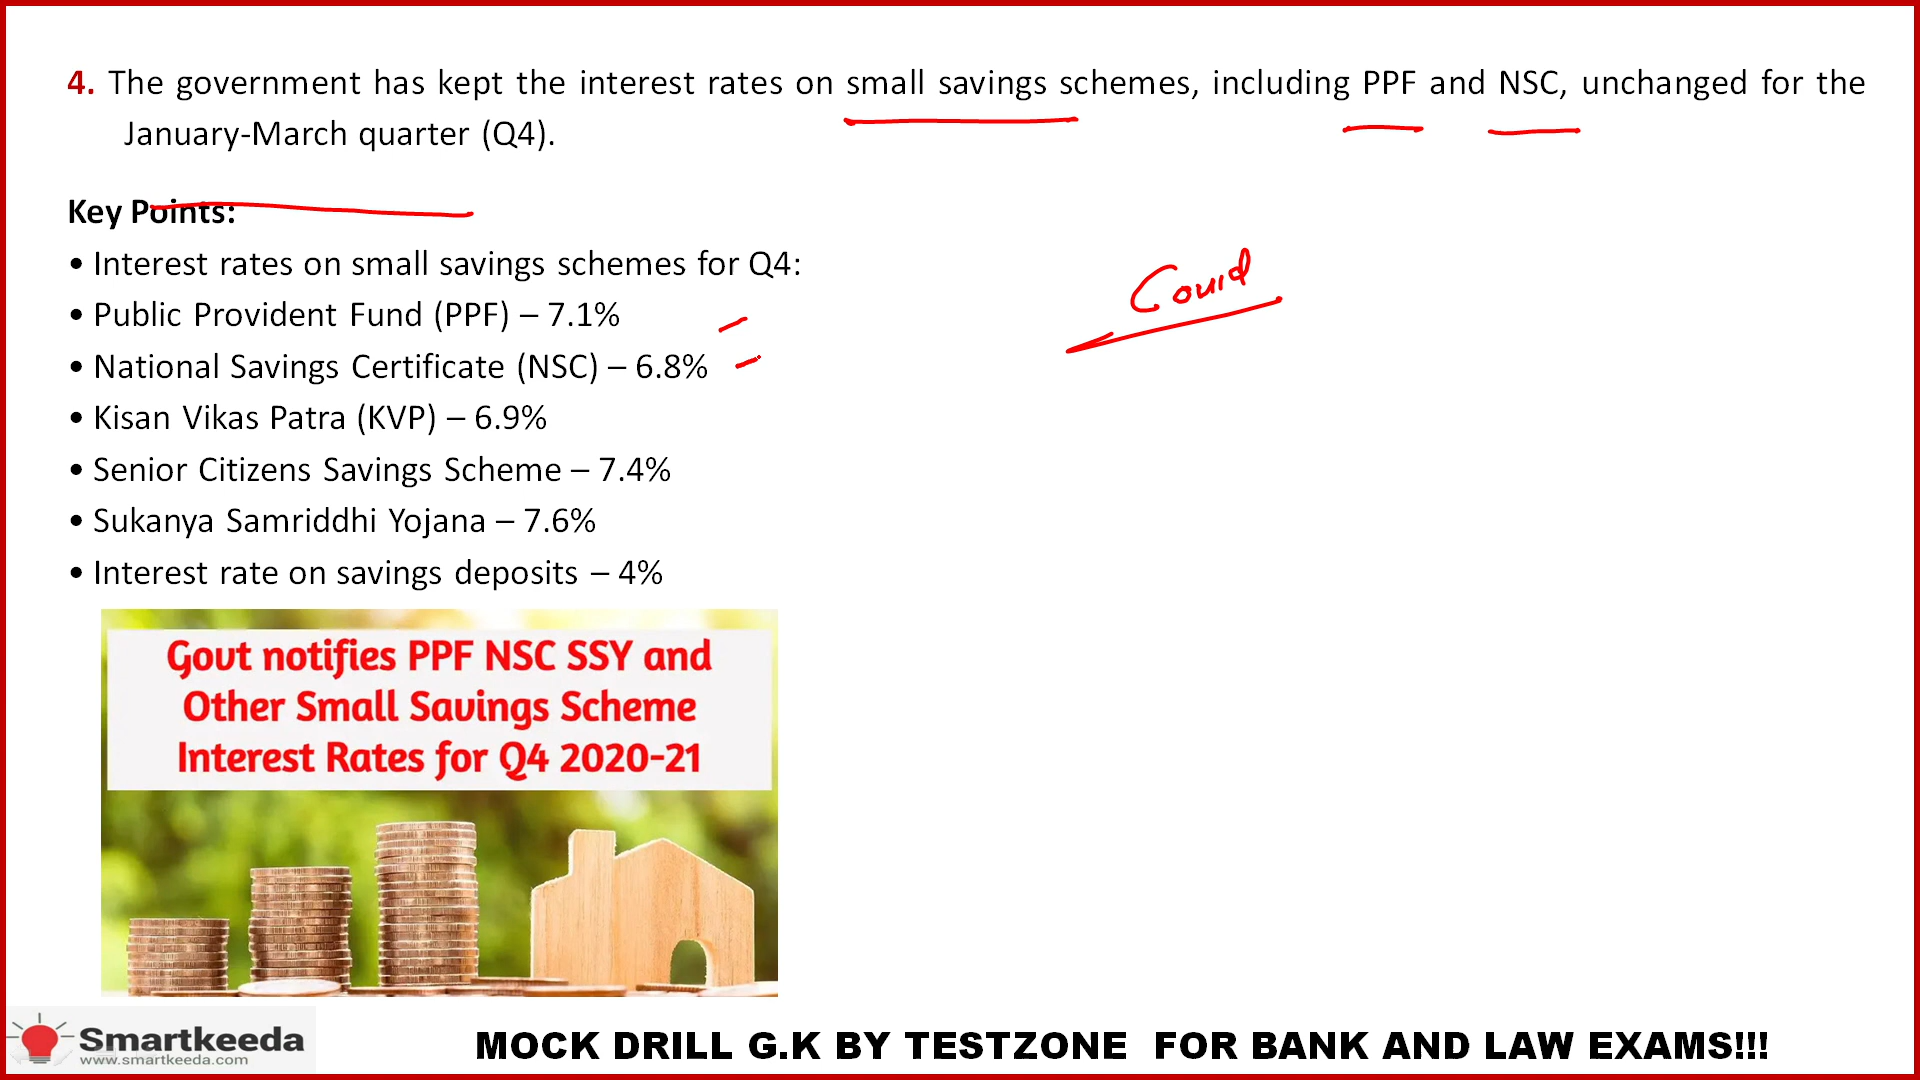 4. The government has kept the interest rates on small savings schemes, including PPF and NSC, unchanged for the
January-March quarter (Q4).
Key Points:
• Interest rates on small savings schemes for Q4:
• Public Provident Fund (PPF) – 7.1%
Covid
• National Savings Certificate (NSC) – 6.8%
• Kisan Vikas Patra (KVP) – 6.9%
• Senior Citizens Savings Scheme – 7.4%
• Sukanya Samriddhi Yojana – 7.6%
• Interest rate on savings deposits – 4%
Govt notifies PPF NSC SSY and
Other Small Savings Scheme
Interest Rates for Q4 2020-21
Smartkeeda
www.smartkeeda.com
MOCK DRILL G.K BY TESTZONE FOR BANK AND LAW EXAMS!!!